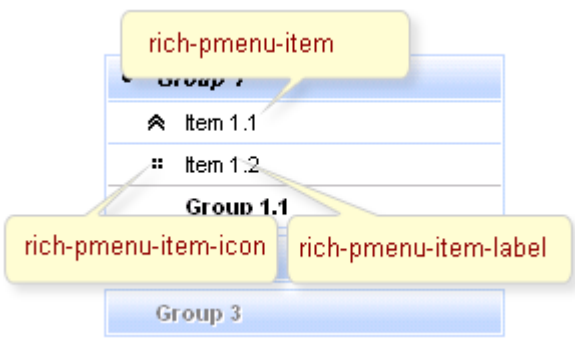 rich-pmenu-item
Group 1
Item 1.1
Item 1.2
Group 1.1
rich-pmenu-item-icon
rich-pmenu-item-label
Group 3